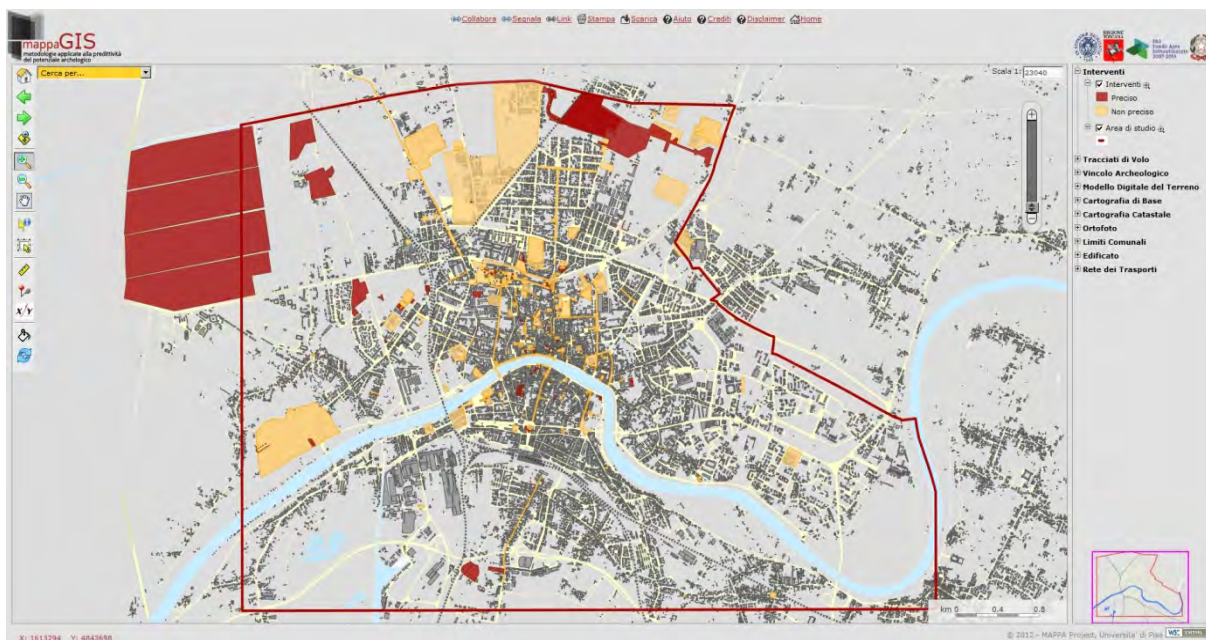 Collabora Segnala Link Stampa Scarica Aiuto Crediti Disclaimer Home
mappaGIS
metodologie applicate alla predittività
del potenziale archeologico
Cerca per...
Scala 1: 23040
Interventi
Interventi
Preciso
Non preciso
Area di studio
Tracciati di Volo
Vincolo Archeologico
Modello Digitale del Terreno
Cartografia di Base
Cartografia Catastale
Ortofoto
Limiti Comunali
Edificato
Rete dei Trasporti
X/Y
km 0 0.4 0.8
X: 1613294 Y: 4843698
© 2012 - MAPPA Project, Universita' di Pisa W3C